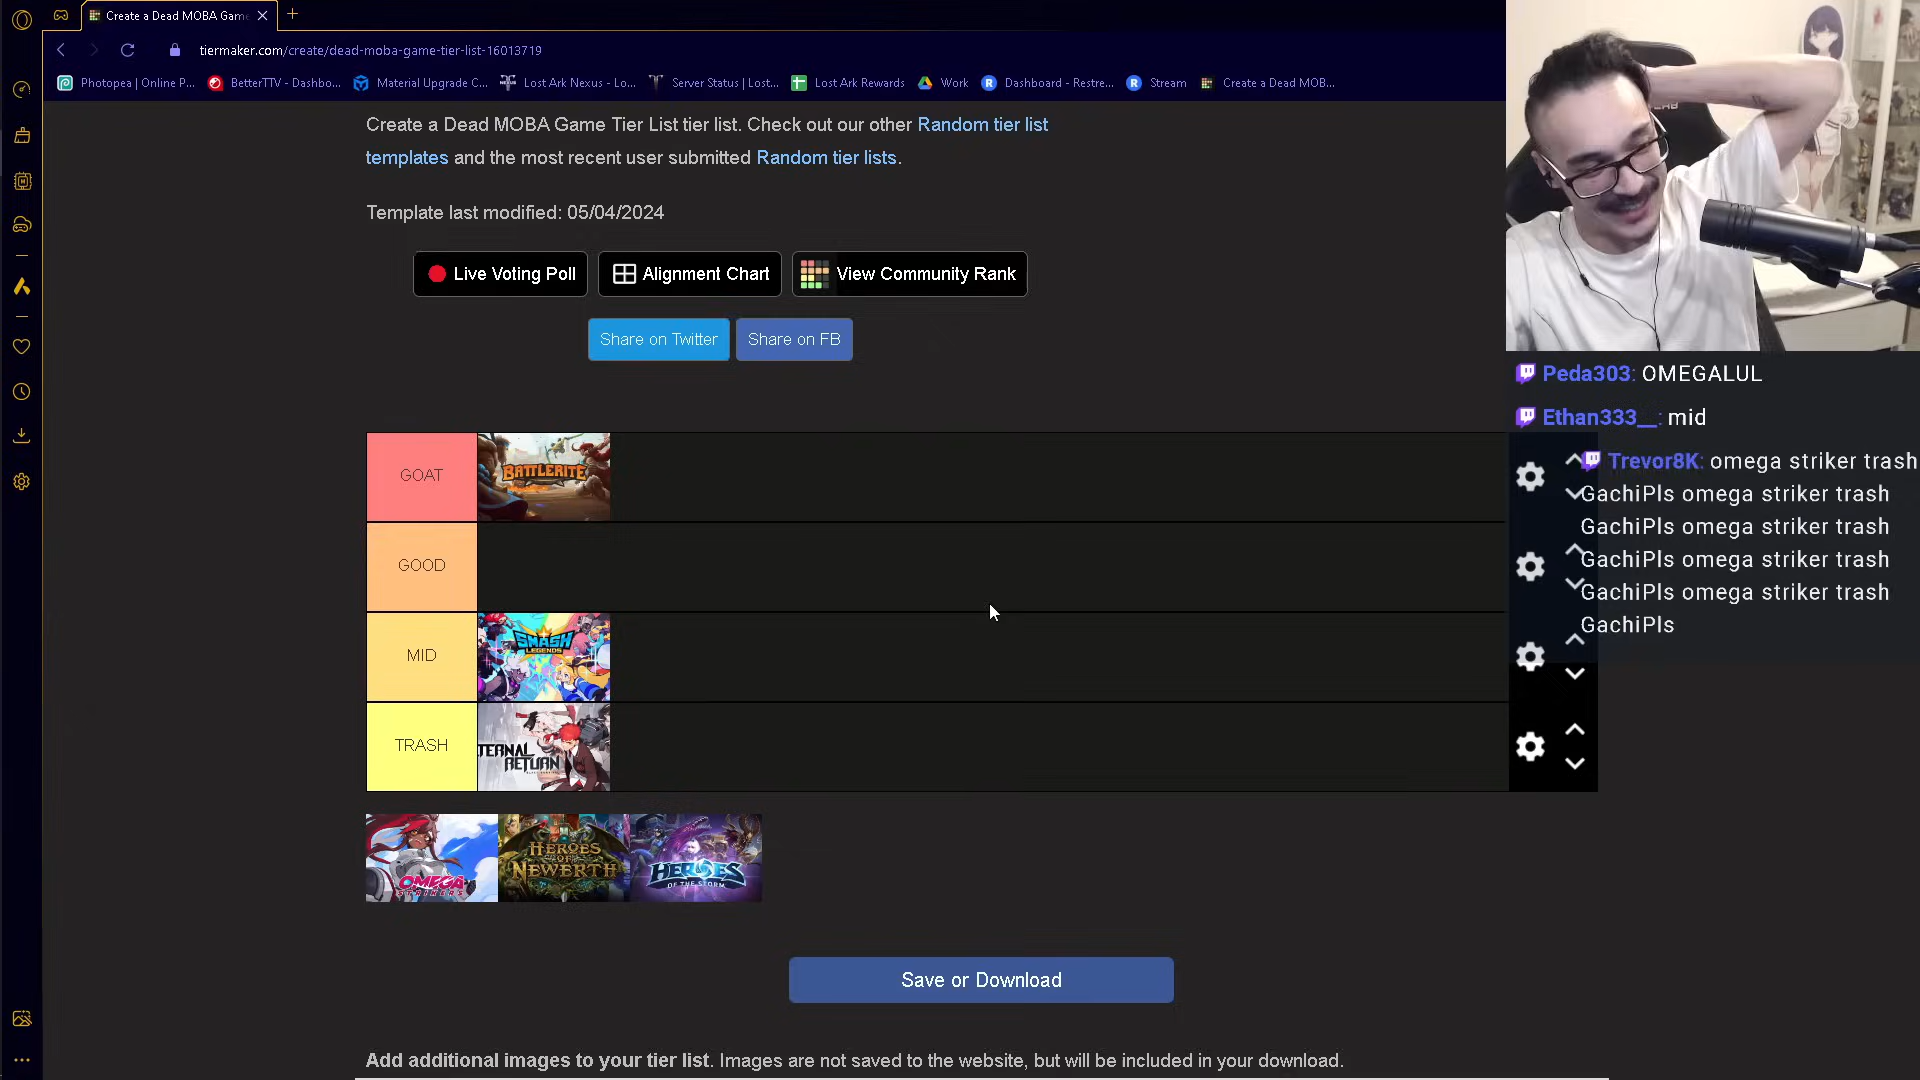 Create a Dead MOBA Game
tiermaker.com/create/dead-moba-game-tier-list-16013719
Photopea | Online P...
BetterTTV - Dashbo...
Material Upgrade C...
Lost Ark Nexus - Lo...
Server Status | Lost...
Lost Ark Rewards
Work
Dashboard - Restre...
Stream
Create a Dead MOB...
Create a Dead MOBA Game Tier List tier list. Check out our other Random tier list
templates and the most recent user submitted Random tier lists.
Template last modified: 05/04/2024
Live Voting Poll
Alignment Chart
View Community Rank
Share on Twitter
Share on FB
Peda303: OMEGALUL
Ethan333__: mid
Trevor8K: omega striker trash
GachiPls omega striker trash
GachiPls omega striker trash
GachiPls omega striker trash
GachiPls omega striker trash
GachiPls
GOAT
BATTLERITE
GOOD
MID
SMASH
LEGENDS
TRASH
TERNAL
RETURN
OMEGA
STRIKERS
HEROES
OF
NEWERTH
HEROES
OF THE STORM
Save or Download
Add additional images to your tier list. Images are not saved to the website, but will be included in your download.